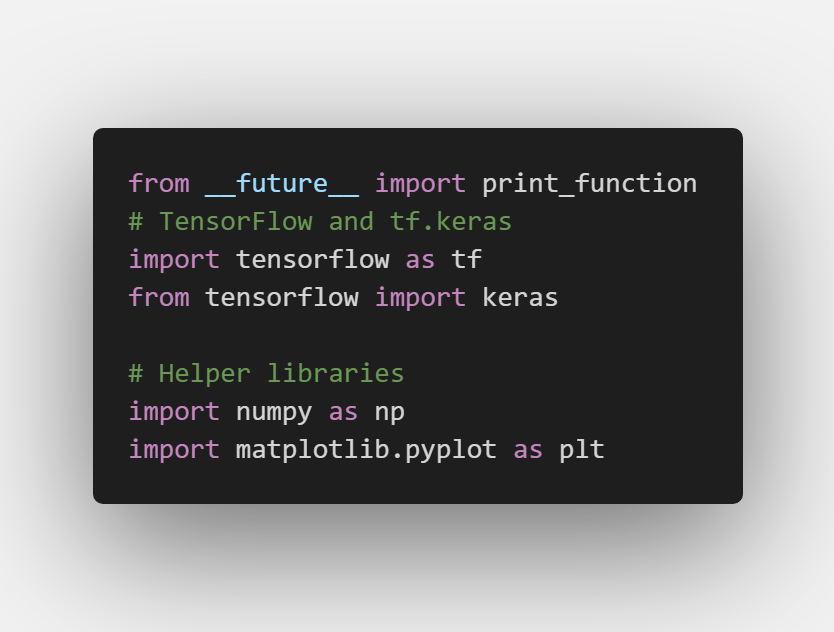 from __future__ import print_function
# TensorFlow and tf.keras
import tensorflow as tf
from tensorflow import keras

# Helper libraries
import numpy as np
import matplotlib.pyplot as plt